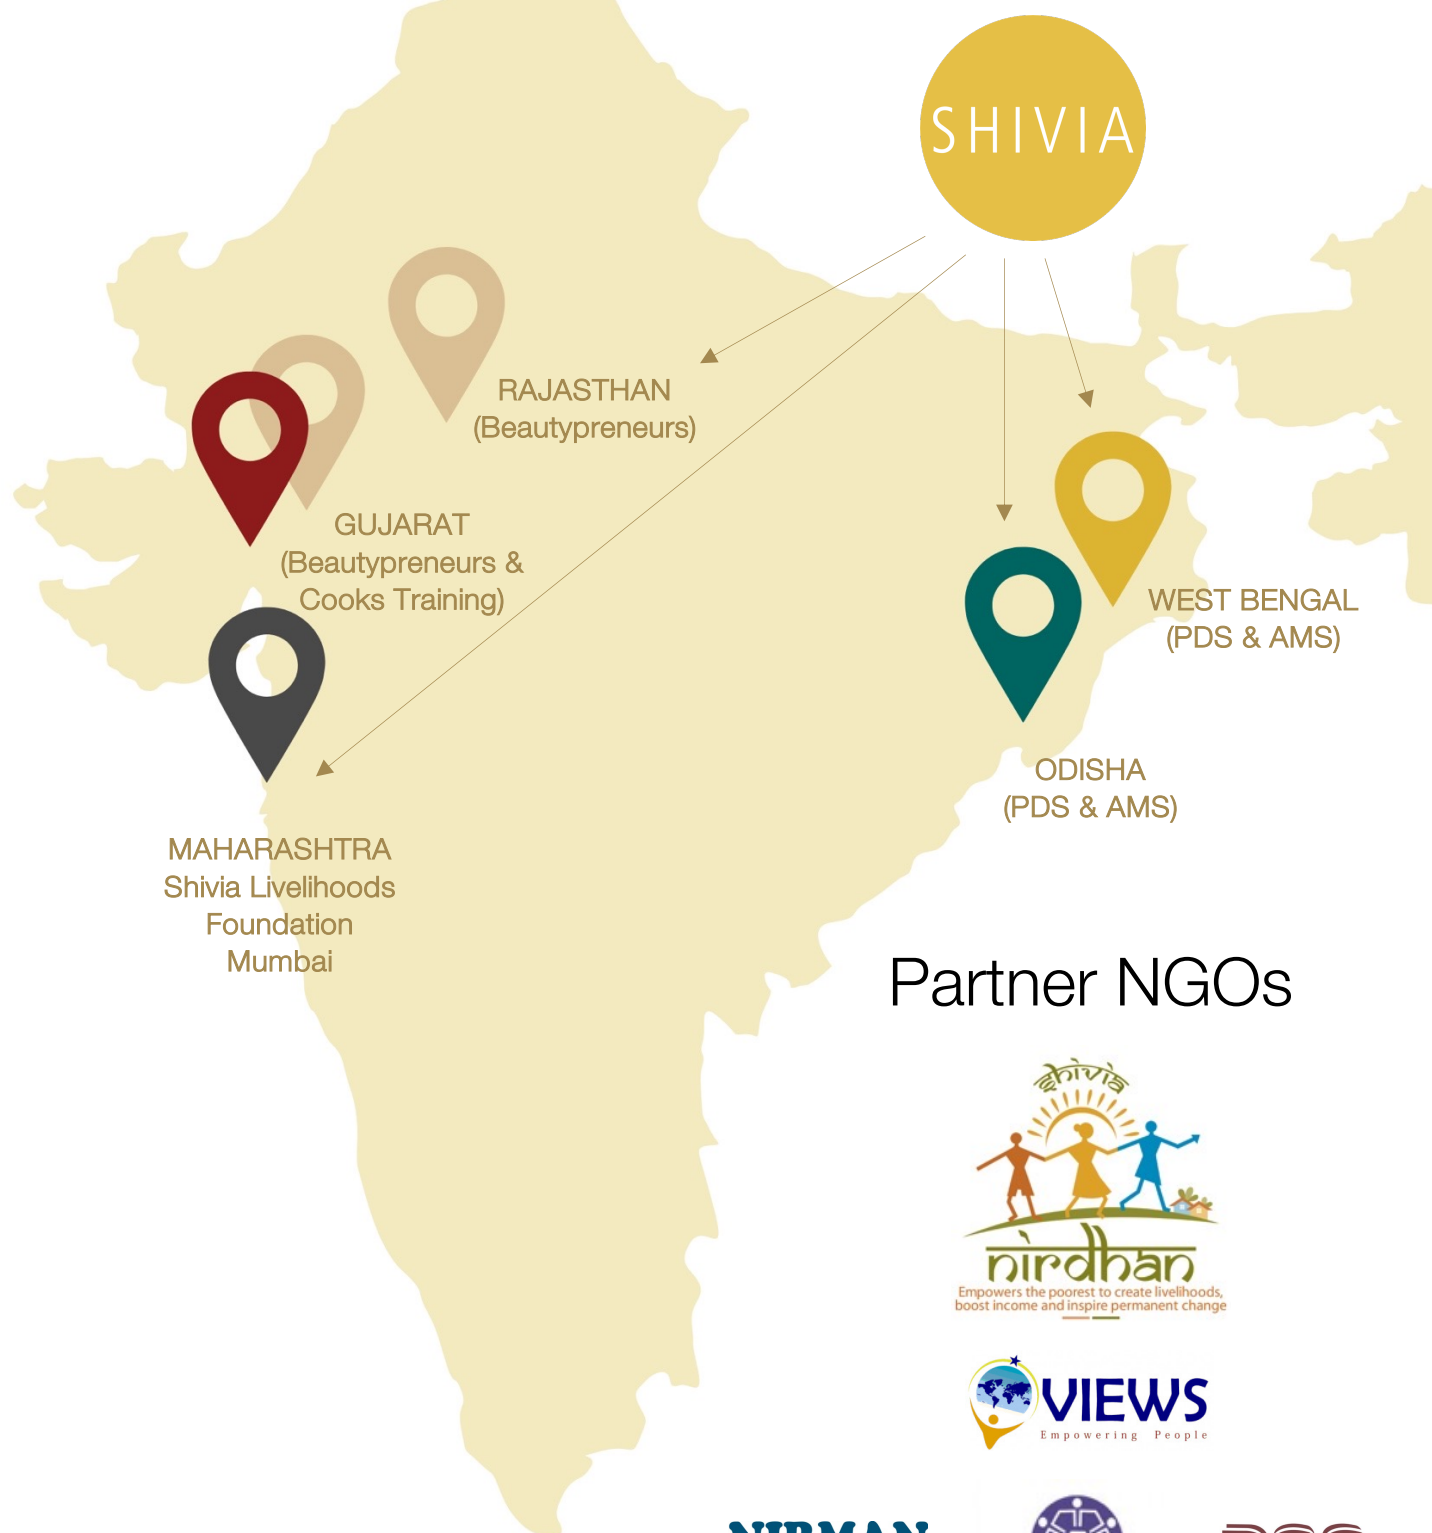 SHIVIA
RAJASTHAN
(Beautypreneurs)
GUJARAT
(Beautypreneurs &
Cooks Training)
WEST BENGAL
(PDS & AMS)
ODISHA
(PDS & AMS)
MAHARASHTRA
Shivia Livelihoods
Foundation
Mumbai
Partner NGOs
shivia
nirdhan
Empowers the poorest to create livelihoods,
boost income and inspire permanent change
VIEWS
Empowering People
NIRMAN